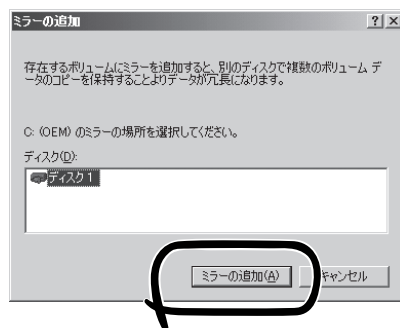 ミラーの追加
存在するボリュームにミラーを追加すると、別のディスクで複数のボリューム デ
ータのコピーを保持することよりデータが冗長になります。
C: (OEM) のミラーの場所を選択してください。
ディスク(D):
ディスク 1
ミラーの追加(A)
キャンセル